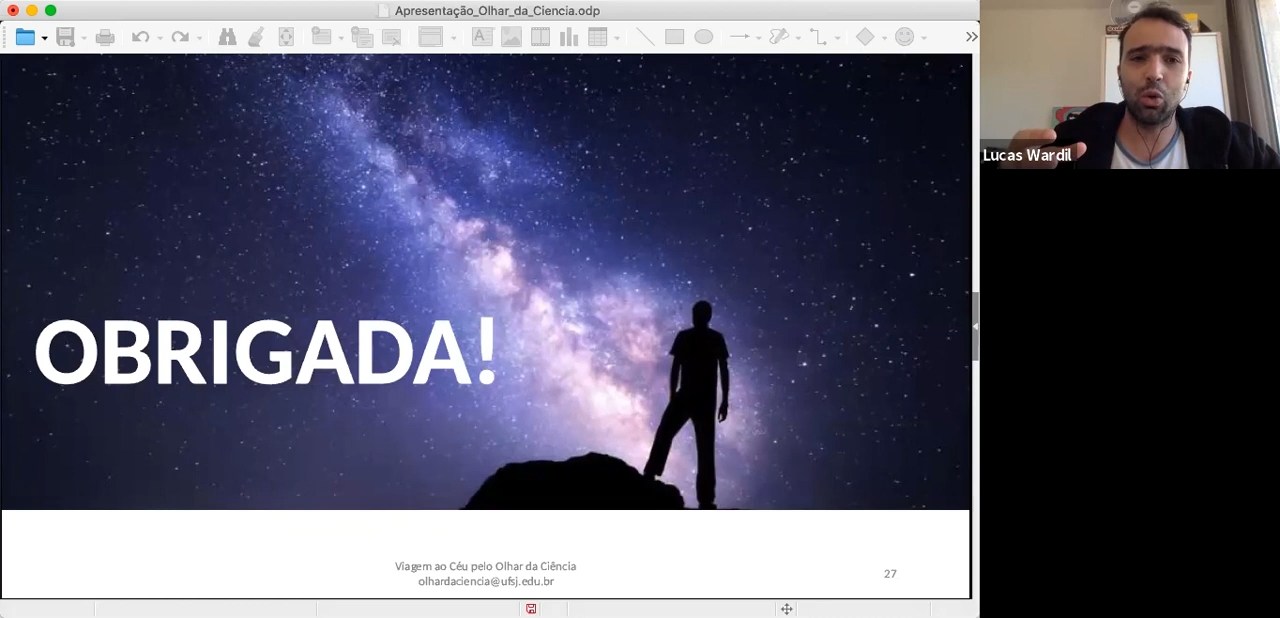 Apresentação_Olhar_da_Ciencia.odp
Lucas Wardil
OBRIGADA!
Viagem ao Céu pelo Olhar da Ciência
olhardaciencia@ufsj.edu.br
27